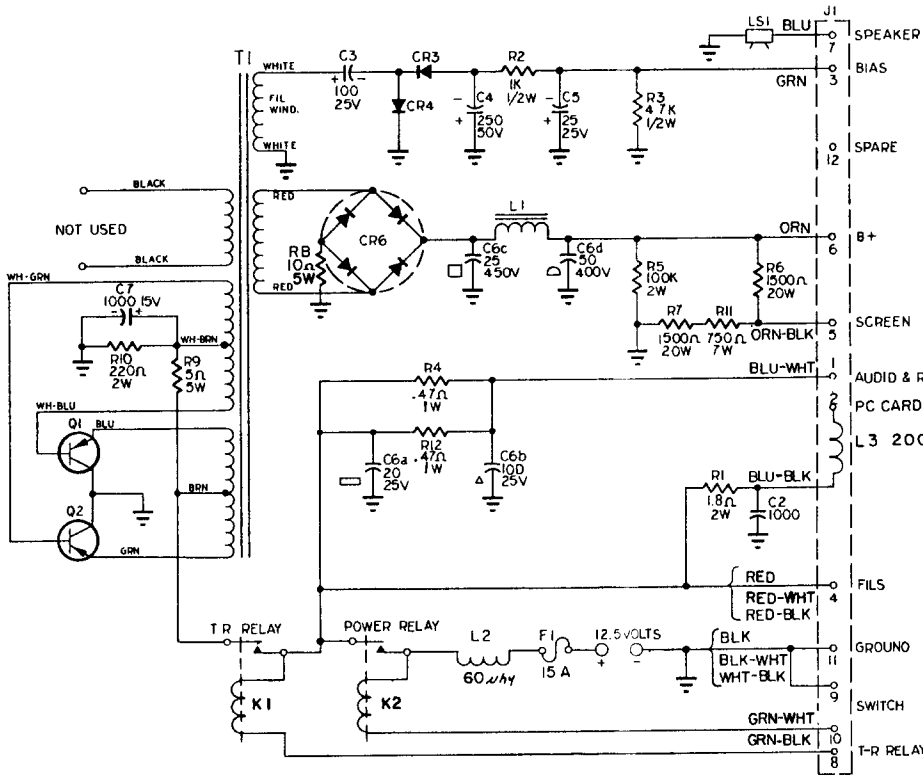 J1
LS1 BLU
7
SPEAKER
T1
WHITE
C3
+ -
100
25V
CR3
CR4
R2
1K
1/2W
- C4
+ 250
50V
- C5
+ 25
25V
R3
4.7K
1/2W
GRN
3
BIAS
FIL
WIND.
WHITE
12
SPARE
BLACK
NOT USED
BLACK
RED
CR6
R8
10Ω
5W
RED
L1
C6c
25
450V
C6d
50
400V
ORN
6
B+
R5
100K
2W
R6
1500Ω
20W
R7
1500Ω
20W
R11
750Ω
7W
ORN-BLK
5
SCREEN
WH-GRN
C7
1000 15V
- +
WH-BRN
R10
220Ω
2W
R9
5Ω
5W
WH-BLU
BLU
Q1
BRN
Q2
GRN
R4
.47Ω
1W
R12
.47Ω
1W
C6a
20
25V
C6b
100
25V
BLU-WHT
1
AUDIO & R
2
PC CARD
L3 200
BLU-BLK
R1
1.8Ω
2W
C2
1000
RED
RED-WHT
RED-BLK
4
FILS
T R RELAY
K1
POWER RELAY
K2
L2
60 μhy
F1
15 A
12.5 VOLTS
+ -
BLK
BLK-WHT
WHT-BLK
11
GROUND
9
SWITCH
GRN-WHT
10
GRN-BLK
8
T-R RELAY